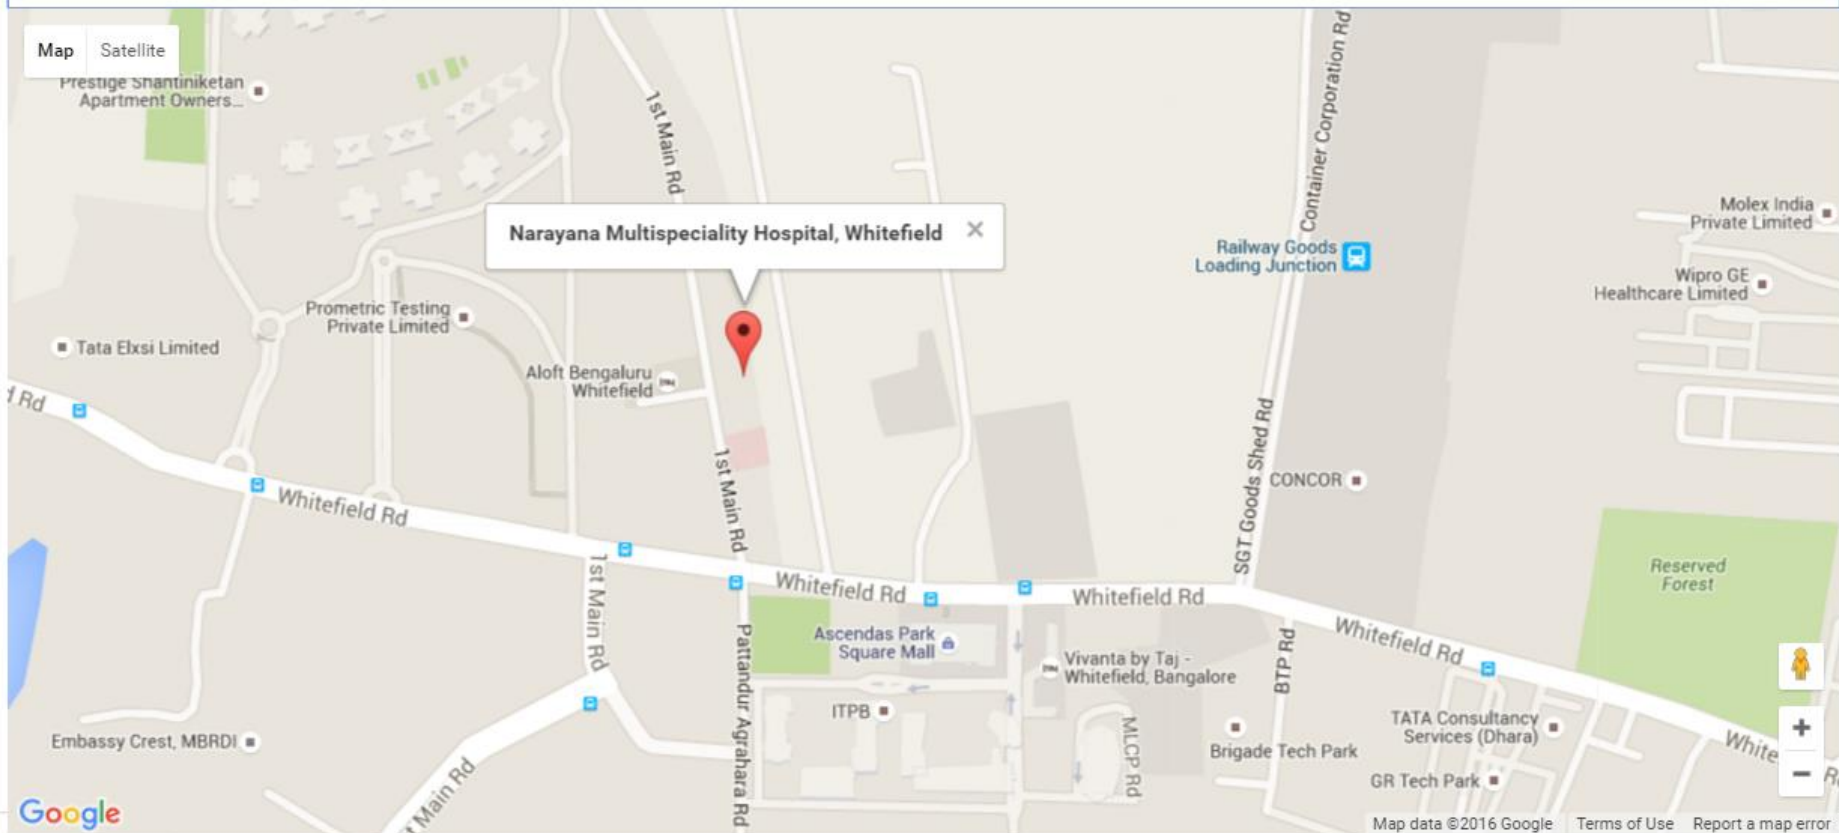 Map
Satellite
Prestige Shantiniketan
Apartment Owners...
1st Main Rd
Container Corporation Rd
Molex India
Private Limited
Narayana Multispeciality Hospital, Whitefield
Railway Goods
Loading Junction
Wipro GE
Healthcare Limited
Prometric Testing
Private Limited
Tata Elxsi Limited
Aloft Bengaluru
Whitefield
d Rd
1st Main Rd
SGT Goods Shed Rd
CONCOR
Whitefield Rd
Reserved
Forest
1st Main Rd
Whitefield Rd
Whitefield Rd
Whitefield Rd
Ascendas Park
Square Mall
Pattandur Agrahara Rd
Vivanta by Taj -
Whitefield, Bangalore
BTP Rd
ITPB
MLCP Rd
Embassy Crest, MBRDI
Brigade Tech Park
TATA Consultancy
Services (Dhara)
White
GR Tech Park
t Main Rd
Google
Map data ©2016 Google
Terms of Use
Report a map error